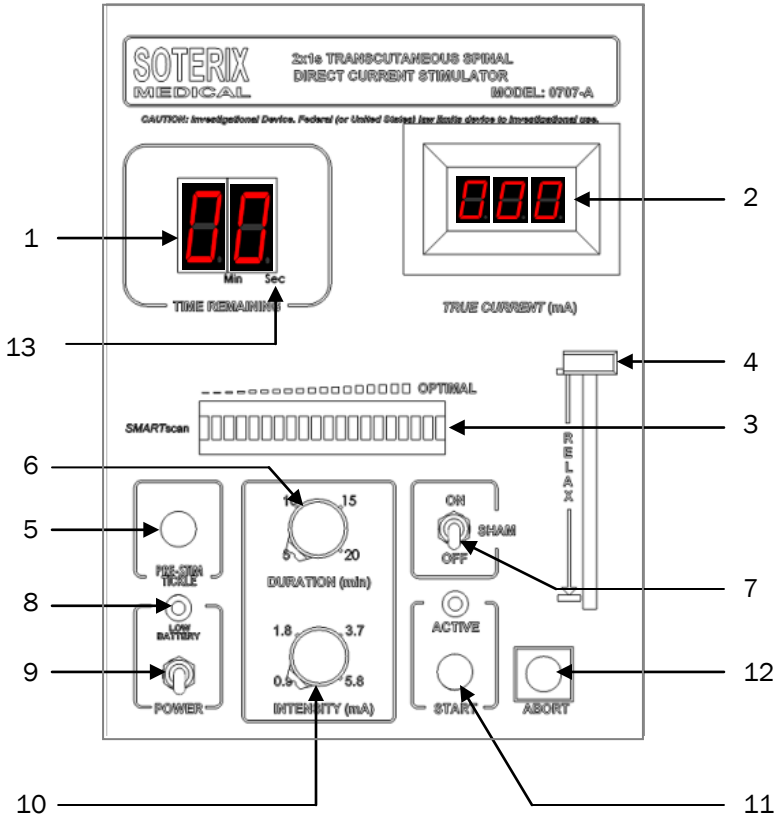 SOTERIX
MEDICAL
2x1s TRANSCUTANEOUS SPINAL
DIRECT CURRENT STIMULATOR
MODEL: 0707-A
CAUTION: Investigational Device. Federal (or United States) law limits device to investigational use.
00
000
2
1
Min Sec
TIME REMAINING
TRUE CURRENT (mA)
13
4
OPTIMAL
SMARTscan
3
RELAX
6
10 15
5 20
DURATION (min)
ON
SHAM
OFF
5
PRE-STIM
TICKLE
7
8
LOW
BATTERY
ACTIVE
1.8 3.7
0.9 5.8
INTENSITY (mA)
9
POWER
START
ABORT
12
10
11